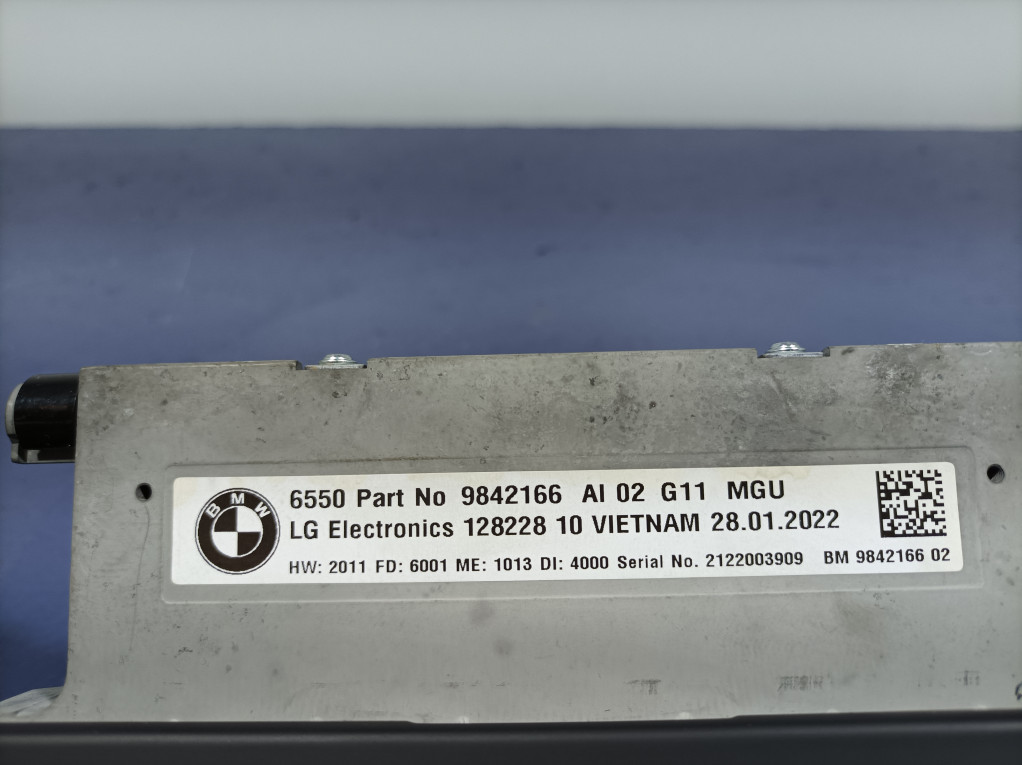 BMW
6550 Part No 9842166 AI 02 G11 MGU
LG Electronics 128228 10 VIETNAM 28.01.2022
HW: 2011 FD: 6001 ME: 1013 DI: 4000 Serial No. 2122003909 BM 9842166 02